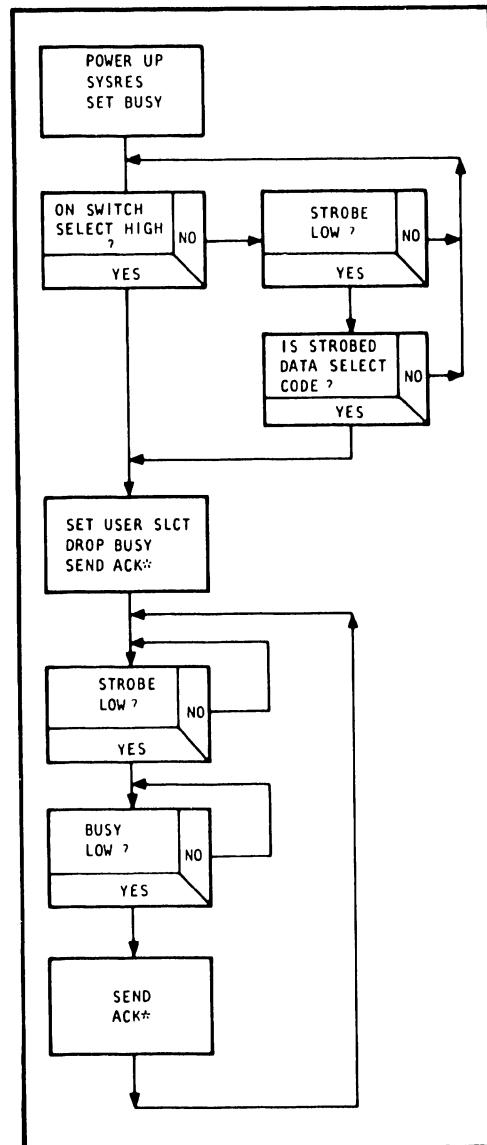 POWER UP
SYSRES
SET BUSY
ON SWITCH
SELECT HIGH
?
NO
YES
STROBE
LOW ?
NO
YES
IS STROBED
DATA SELECT
CODE ?
NO
YES
SET USER SLCT
DROP BUSY
SEND ACK*
STROBE
LOW ?
NO
YES
BUSY
LOW ?
NO
YES
SEND
ACK*